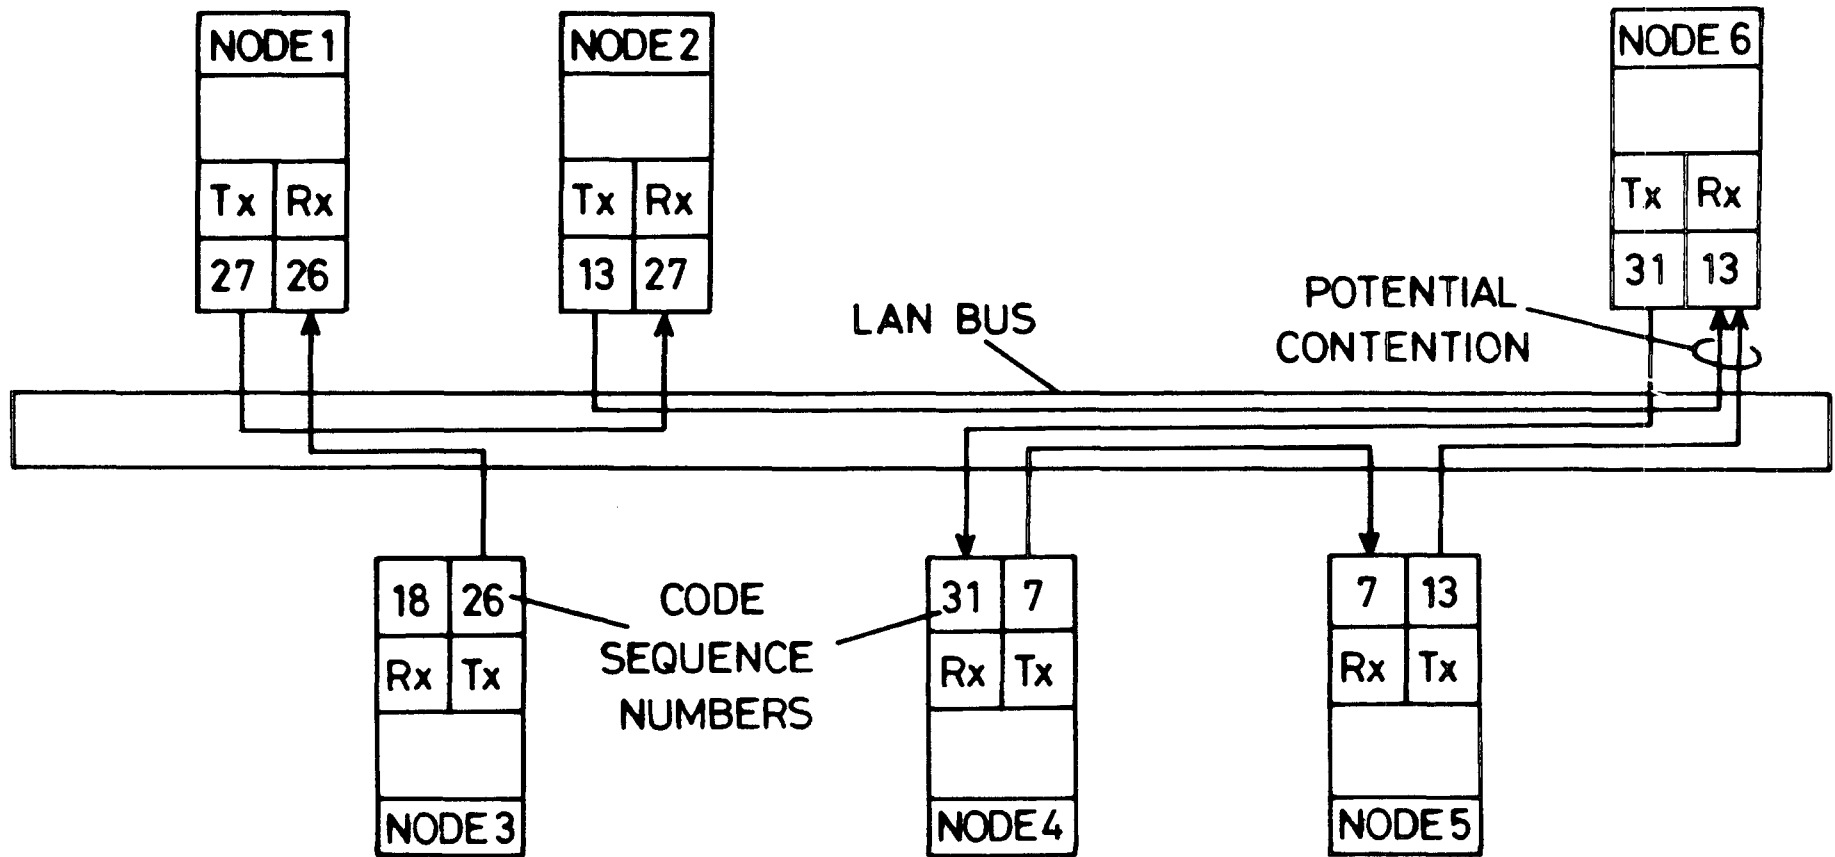 NODE 1
NODE 2
NODE 6
Tx Rx
Tx Rx
Tx Rx
27 26
13 27
31 13
LAN BUS
POTENTIAL
CONTENTION
18 26
31 7
7 13
CODE
SEQUENCE
NUMBERS
Rx Tx
Rx Tx
Rx Tx
NODE 3
NODE 4
NODE 5